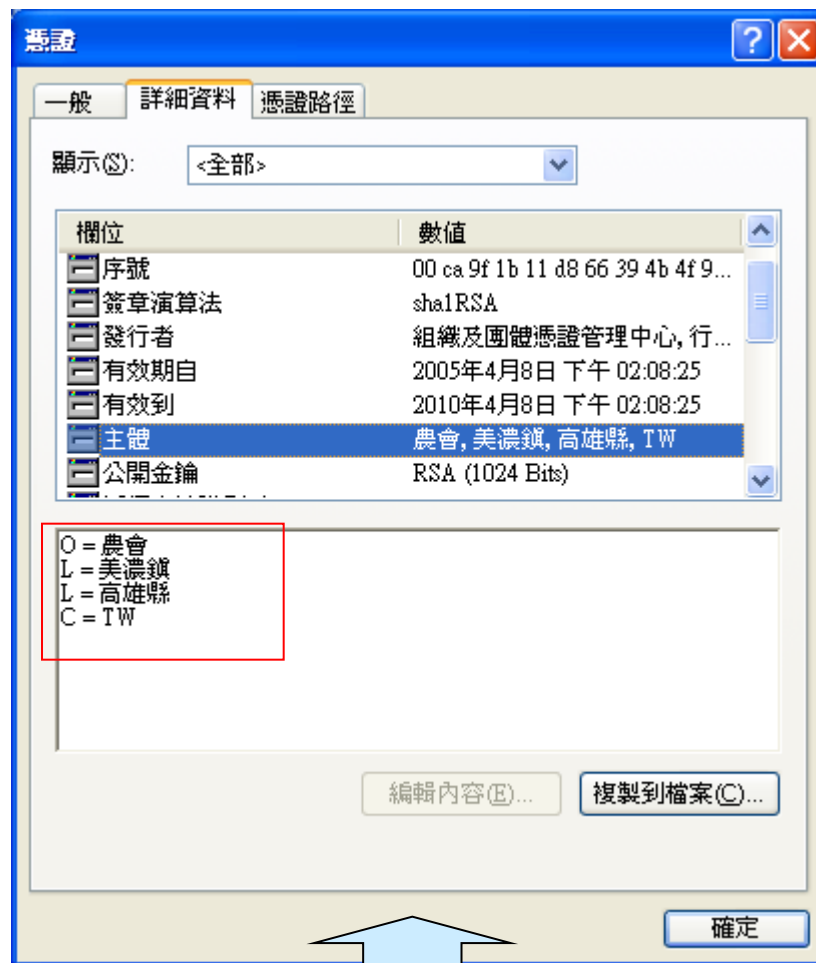 憑證
一般 詳細資料 憑證路徑
顯示(S): <全部>
欄位 數值
序號 00 ca 9f 1b 11 d8 66 39 4b 4f 9...
簽章演算法 sha1RSA
發行者 組織及團體憑證管理中心, 行...
有效期自 2005年4月8日 下午 02:08:25
有效到 2010年4月8日 下午 02:08:25
主體 農會, 美濃鎮, 高雄縣, TW
公開金鑰 RSA (1024 Bits)
O = 農會
L = 美濃鎮
L = 高雄縣
C = TW
編輯內容(E)... 複製到檔案(C)...
確定